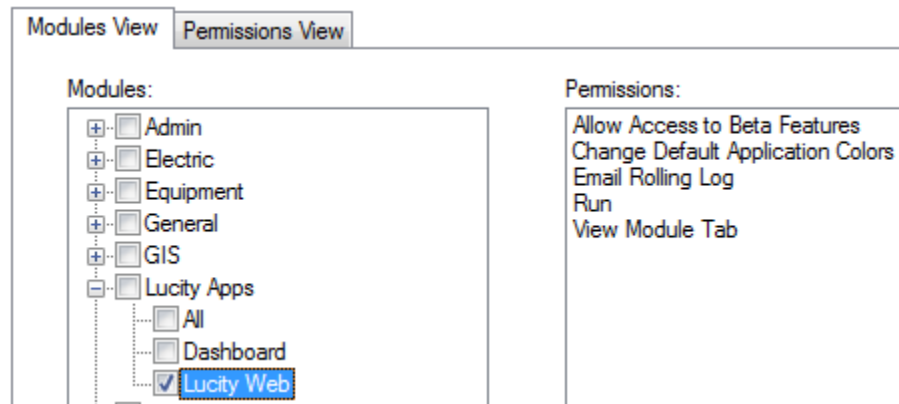 Modules View Permissions View
Modules: Permissions:
Admin
Electric
Equipment
General
GIS
Lucity Apps
All
Dashboard
Lucity Web
Allow Access to Beta Features
Change Default Application Colors
Email Rolling Log
Run
View Module Tab